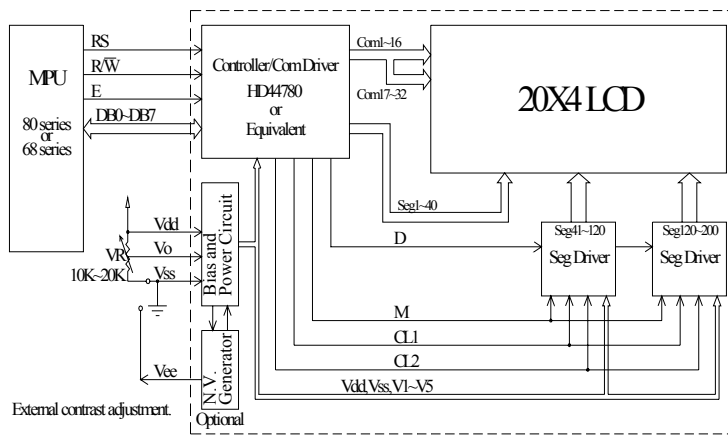 MPU
80 series
or
68 series
RS
R/W̅
E
DB0~DB7
Controller/Com Driver
HD44780
or
Equivalent
Com1~16
Com17~32
20X4 LCD
Seg1~40
D
Seg41~120
Seg Driver
Seg120~200
Seg Driver
Vdd
Vo
Vss
VR
10K~20K
Bias and
Power Circuit
M
CL1
CL2
Vdd,Vss,V1~V5
Vee
N.V.
Generator
Optional
External contrast adjustment.